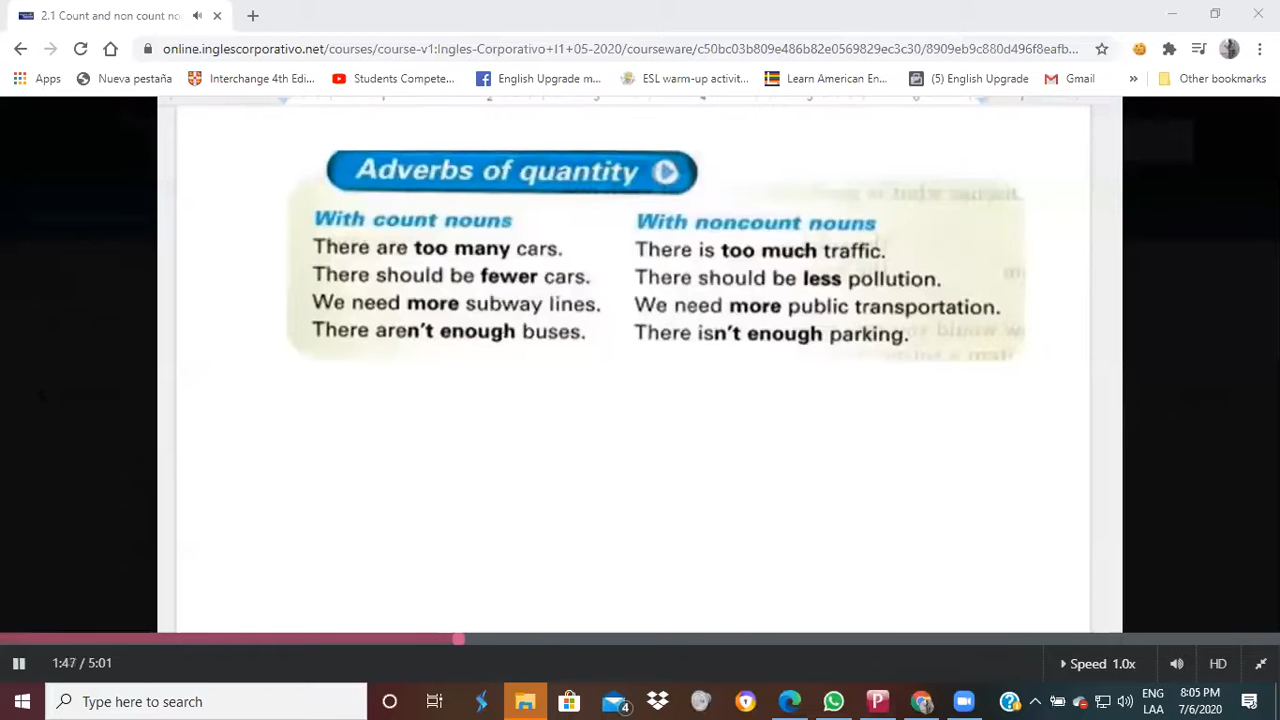 2.1 Count and non count no
online.inglescorporativo.net/courses/course-v1:Ingles-Corporativo+I1+05-2020/courseware/c50bc03b809e486b82e0569829ec3c30/8909eb9c880d496f8eafb...
Apps
Nueva pestaña
Interchange 4th Edi...
Students Compete...
English Upgrade m...
ESL warm-up activit...
Learn American En...
(5) English Upgrade
Gmail
»
Other bookmarks
Adverbs of quantity
With count nouns
There are too many cars.
There should be fewer cars.
We need more subway lines.
There aren't enough buses.
With noncount nouns
There is too much traffic.
There should be less pollution.
We need more public transportation.
There isn't enough parking.
1:47 / 5:01
Speed 1.0x
HD
Type here to search
4
ENG
LAA
8:05 PM
7/6/2020